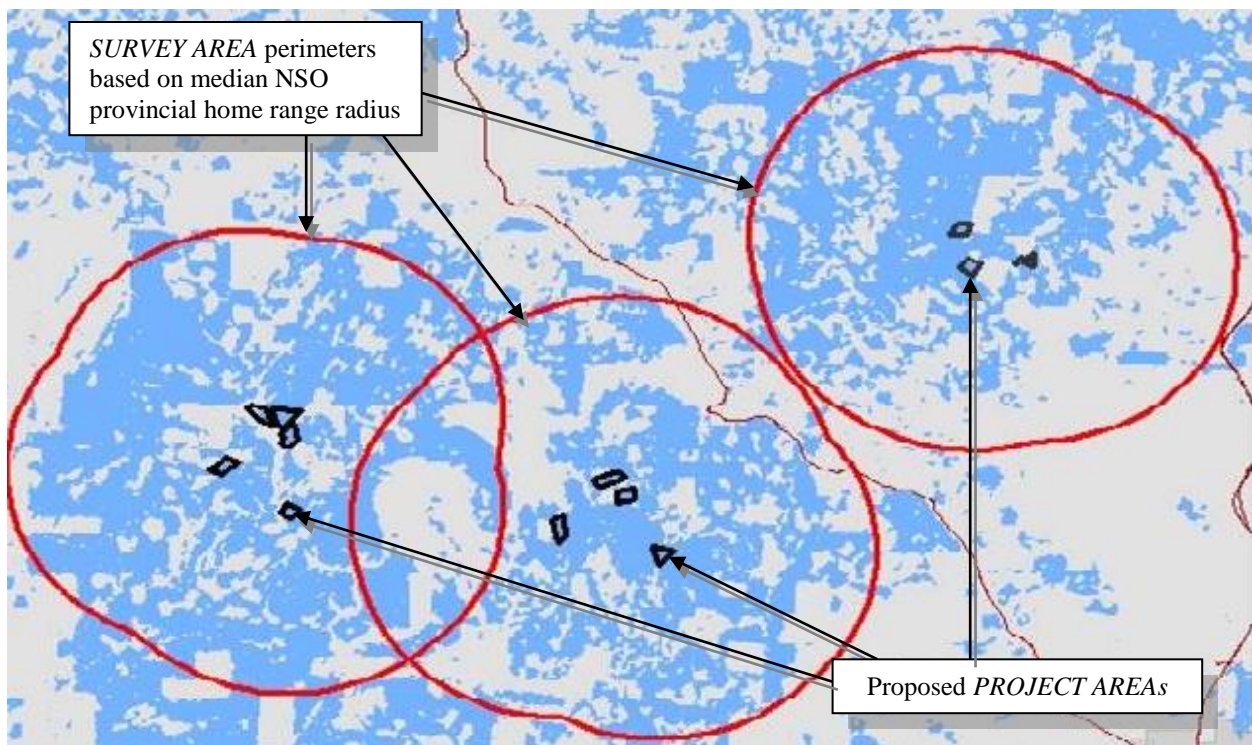 SURVEY AREA perimeters
based on median NSO
provincial home range radius
Proposed PROJECT AREAs